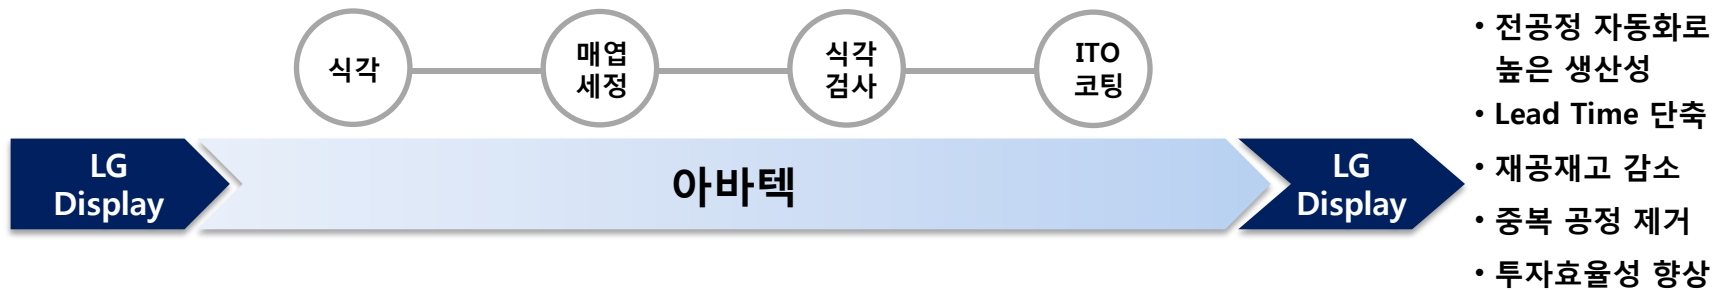 식각
매엽
세정
식각
검사
ITO
코팅
LG
Display
아바텍
LG
Display
• 전공정 자동화로
높은 생산성
• Lead Time 단축
• 재공재고 감소
• 중복 공정 제거
• 투자효율성 향상